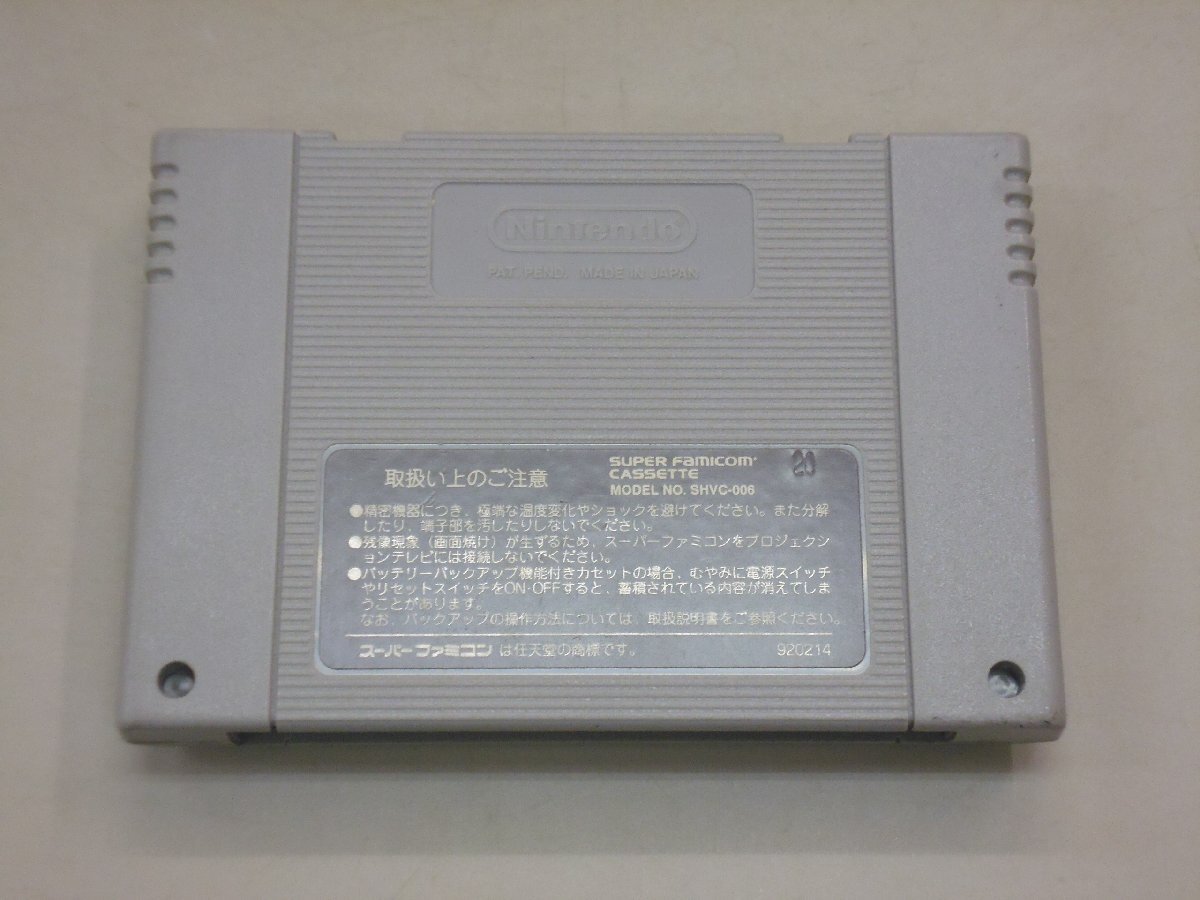 Nintendo
PAT. PEND. MADE IN JAPAN
取扱い上のご注意
SUPER FAMICOM
CASSETTE
MODEL NO. SHVC-006
20
●精密機器につき、極端な温度変化やショックを避けてください。また分解
したり、端子部を汚したりしないでください。
●残像現象（画面焼け）が生ずるため、スーパーファミコンをプロジェクシ
ョンテレビには接続しないでください。
●バッテリーバックアップ機能付きカセットの場合、むやみに電源スイッチ
やリセットスイッチをON・OFFすると、蓄積されている内容が消えてしま
うことがあります。
なお、バックアップの操作方法については、取扱説明書をご参照ください。
スーパーファミコン は任天堂の商標です。
920214